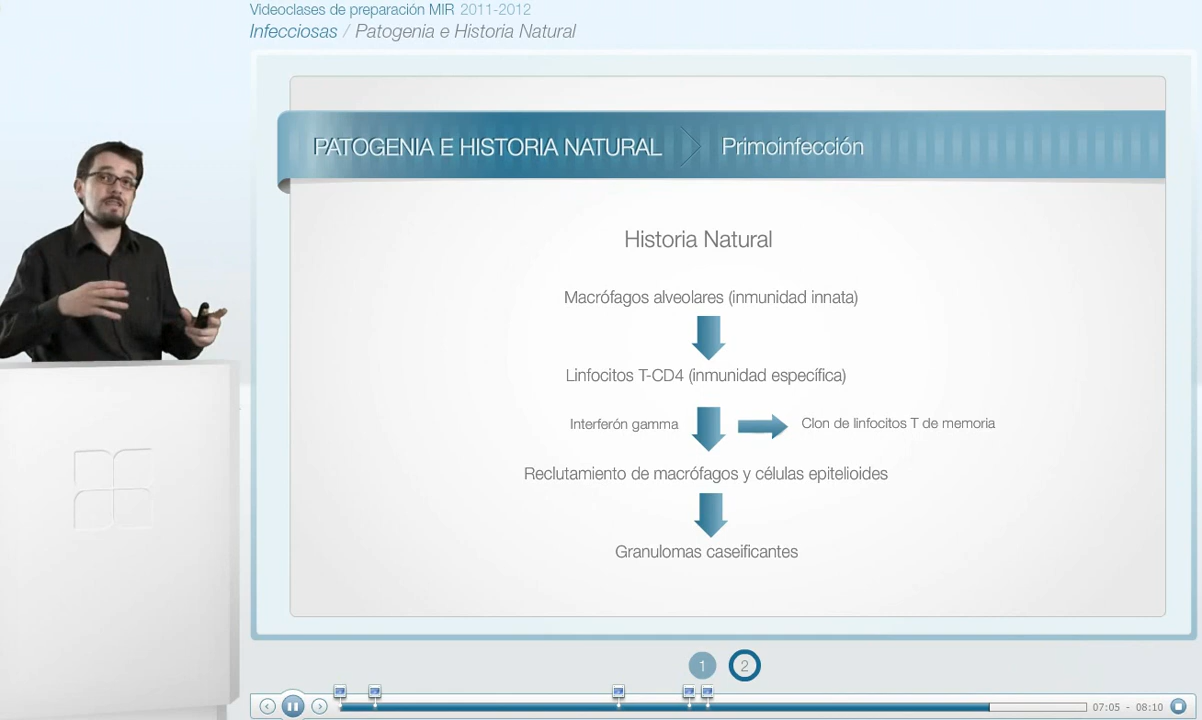 Videoclases de preparación MIR 2011-2012
Infecciosas / Patogenia e Historia Natural
PATOGENIA E HISTORIA NATURAL Primoinfección
Historia Natural
Macrófagos alveolares (inmunidad innata)
Linfocitos T-CD4 (inmunidad específica)
Interferón gamma Clon de linfocitos T de memoria
Reclutamiento de macrófagos y células epitelioides
Granulomas caseificantes
1 2
07:05 - 08:10